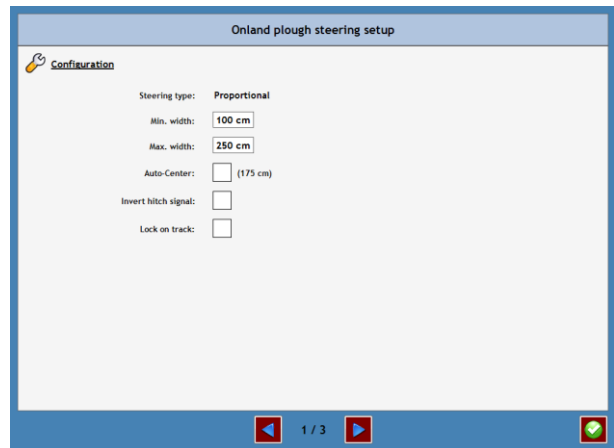 Onland plough steering setup
Configuration
Steering type: Proportional
Min. width: 100 cm
Max. width: 250 cm
Auto-Center: (175 cm)
Invert hitch signal:
Lock on track:
1 / 3